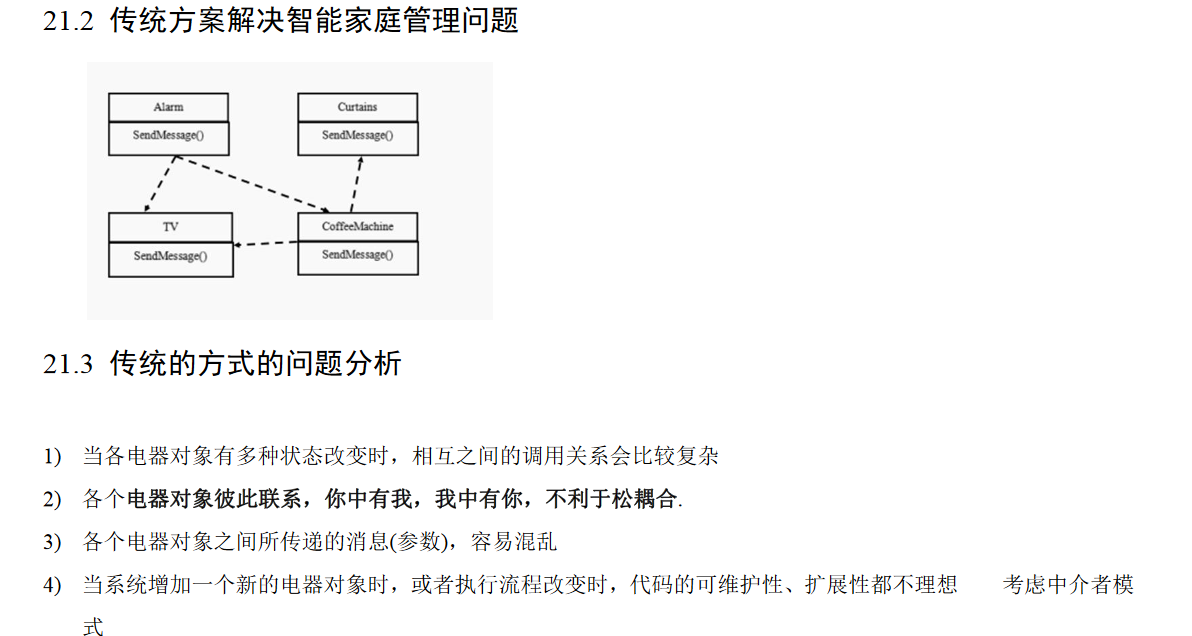 21.2 传统方案解决智能家庭管理问题
Alarm
SendMessage()
Curtains
SendMessage()
TV
SendMessage()
CoffeeMachine
SendMessage()
21.3 传统的方式的问题分析
1) 当各电器对象有多种状态改变时，相互之间的调用关系会比较复杂
2) 各个电器对象彼此联系，你中有我，我中有你，不利于松耦合.
3) 各个电器对象之间所传递的消息(参数)，容易混乱
4) 当系统增加一个新的电器对象时，或者执行流程改变时，代码的可维护性、扩展性都不理想 考虑中介者模
式